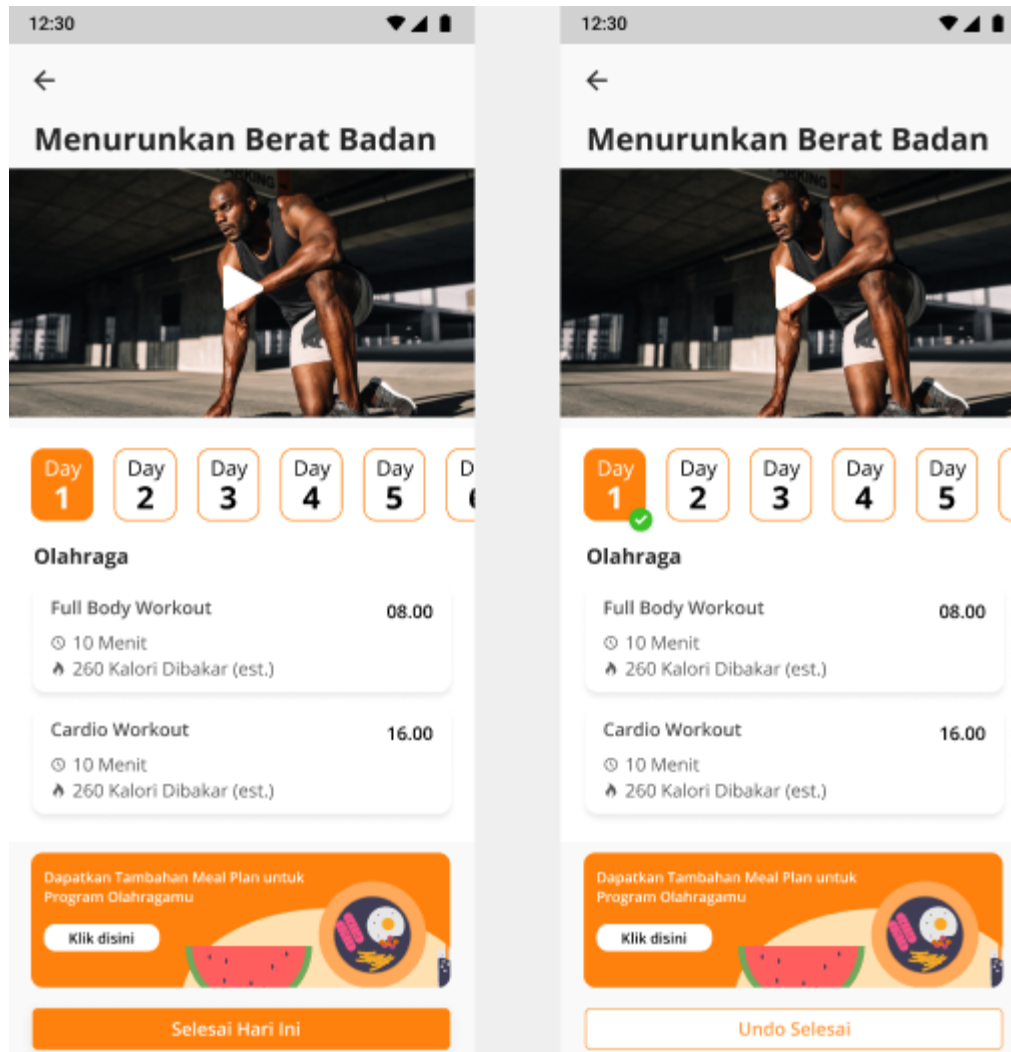 12:30
Menurunkan Berat Badan
Day
1
Day
2
Day
3
Day
4
Day
5
Olahraga
Full Body Workout
08.00
10 Menit
260 Kalori Dibakar (est.)
Cardio Workout
16.00
10 Menit
260 Kalori Dibakar (est.)
Dapatkan Tambahan Meal Plan untuk
Program Olahragamu
Klik disini
Selesai Hari Ini
12:30
Menurunkan Berat Badan
Day
1
Day
2
Day
3
Day
4
Day
5
Olahraga
Full Body Workout
08.00
10 Menit
260 Kalori Dibakar (est.)
Cardio Workout
16.00
10 Menit
260 Kalori Dibakar (est.)
Dapatkan Tambahan Meal Plan untuk
Program Olahragamu
Klik disini
Undo Selesai